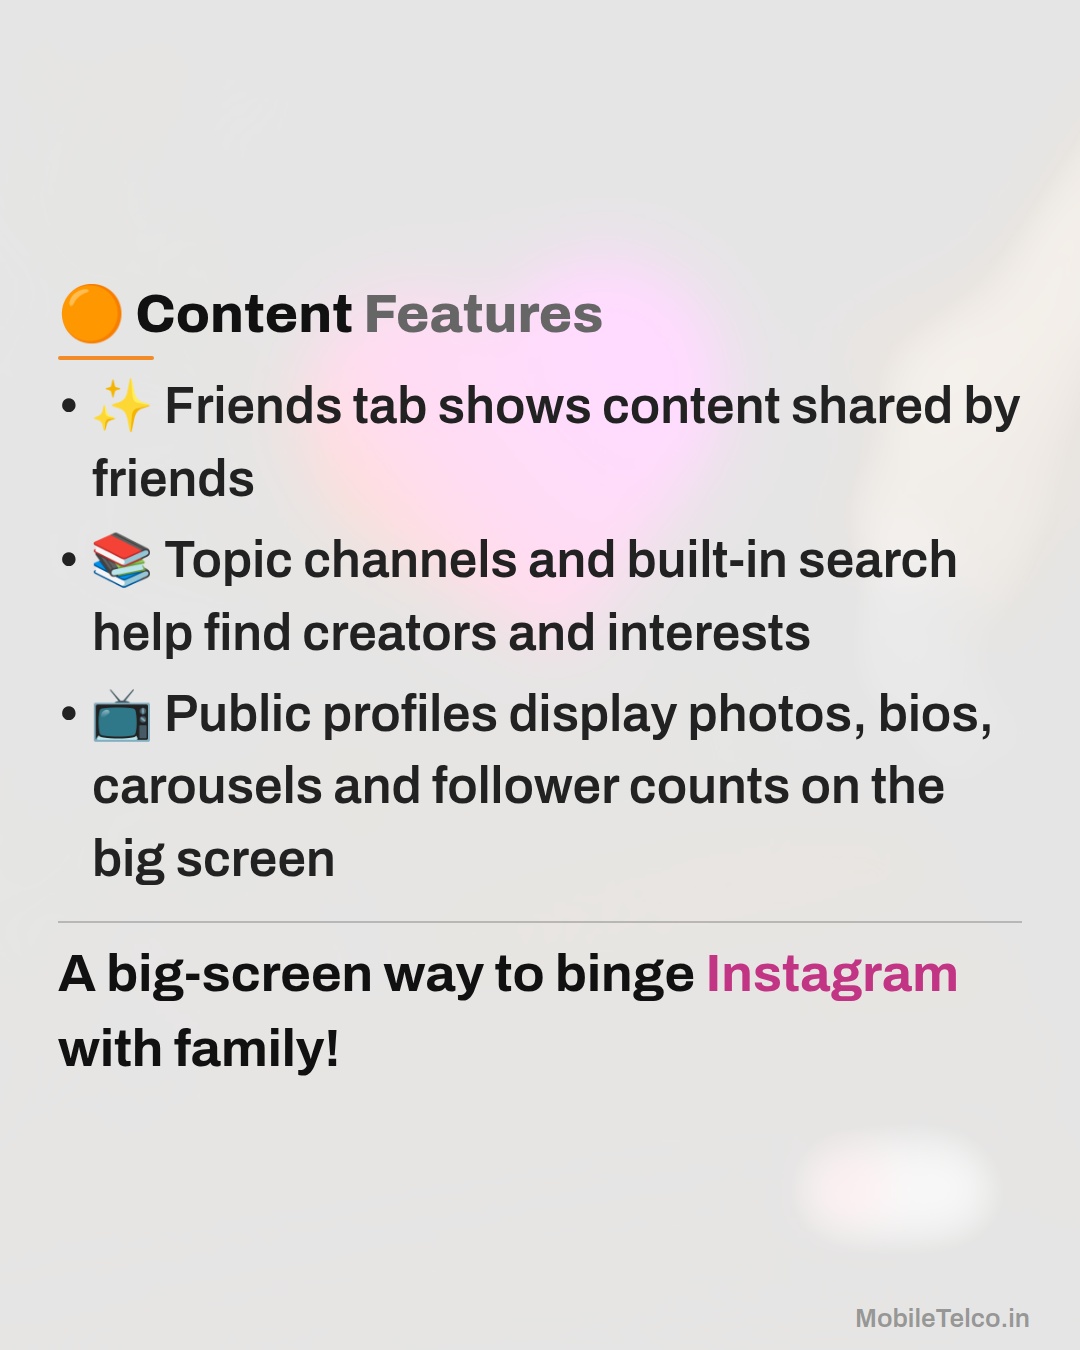 🟠 Content Features
• ✨ Friends tab shows content shared by
friends
• 📚 Topic channels and built-in search
help find creators and interests
• 📺 Public profiles display photos, bios,
carousels and follower counts on the
big screen
A big-screen way to binge Instagram
with family!
MobileTelco.in